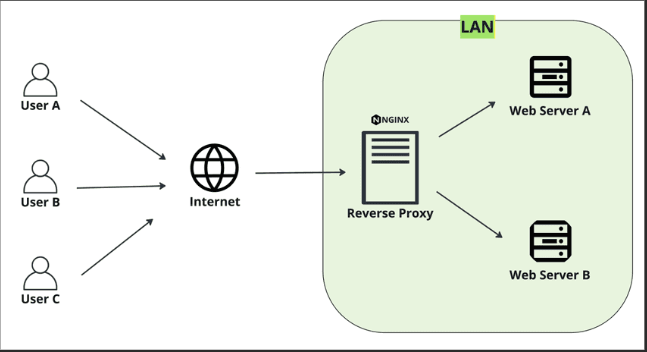 LAN
User A
Web Server A
NGINX
User B
Internet
Reverse Proxy
User C
Web Server B